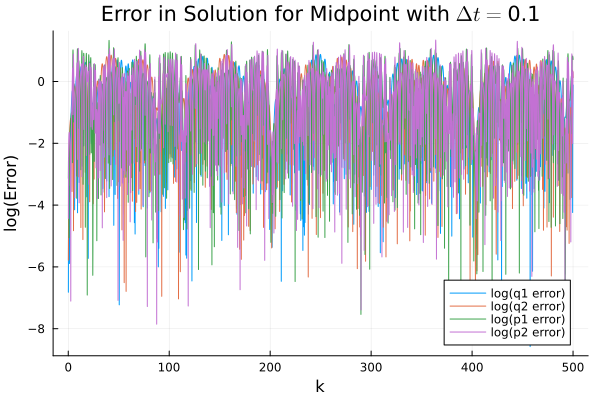 Error in Solution for Midpoint with Δt = 0.1
log(Error)
0
−2
−4
−6
−8
log(q1 error)
log(q2 error)
log(p1 error)
log(p2 error)
0 100 200 300 400 500
k